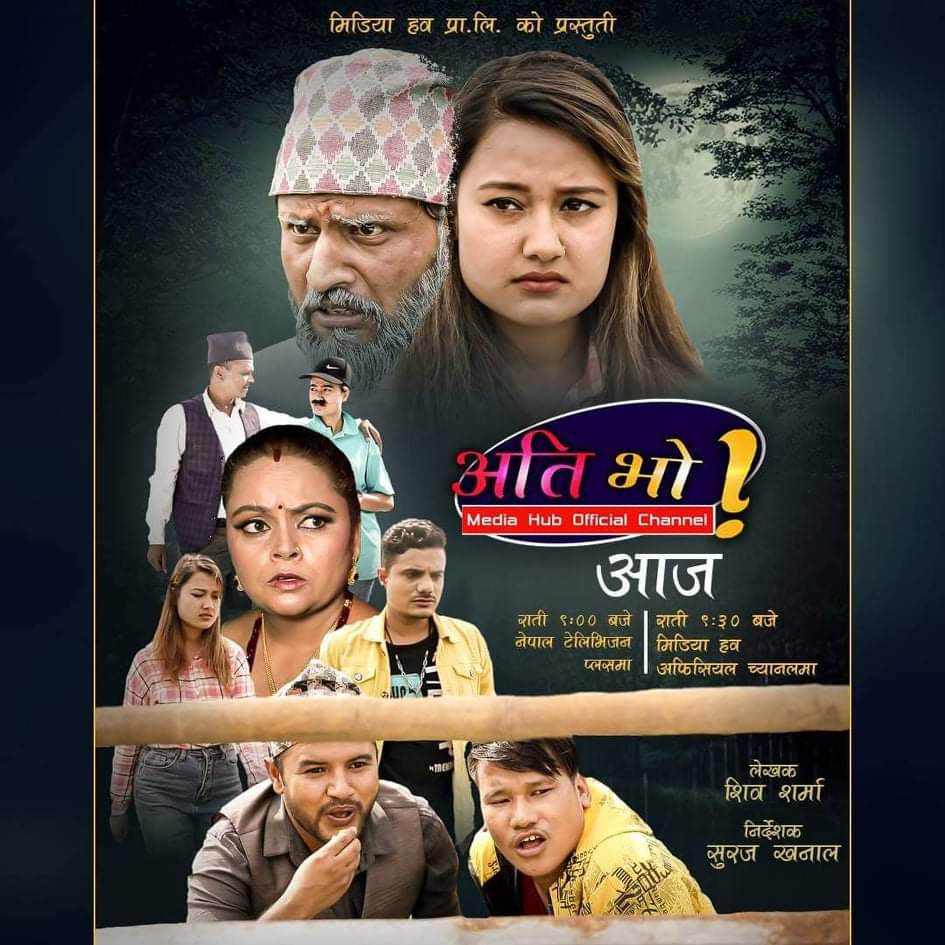 मिडिया हव प्रा.लि. को प्रस्तुती
अति भो !
Media Hub Official Channel
आज
राती ९:०० बजे
नेपाल टेलिभिजन
प्लसमा
राती ९:३० बजे
मिडिया हव
अफिसियल च्यानलमा
लेखक
शिव शर्मा
निर्देशक
सुरज खनाल